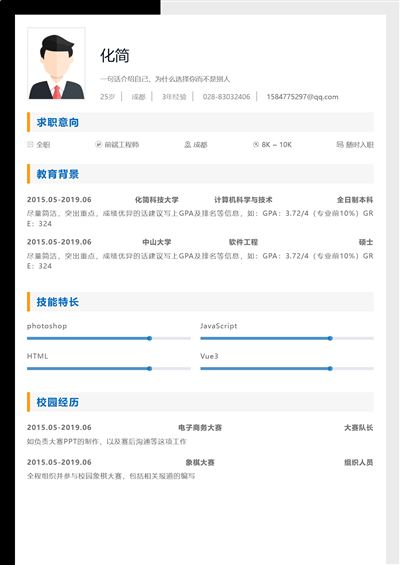 化简
一句话介绍自己，为什么选择你而不是别人
25岁 成都 3年经验 028-83032406 1584775297@qq.com
求职意向
全职 前端工程师 成都 8K ~ 10K 随时入职
教育背景
2015.05-2019.06 化简科技大学 计算机科学与技术 全日制本科
尽量简洁，突出重点，成绩优异的话建议写上GPA及排名等信息，如：GPA：3.72/4（专业前10%）GR
E：324
2015.05-2019.06 中山大学 软件工程 硕士
尽量简洁，突出重点，成绩优异的话建议写上GPA及排名等信息，如：GPA：3.72/4（专业前10%）GR
E：324
技能特长
photoshop JavaScript
HTML Vue3
校园经历
2015.05-2019.06 电子商务大赛 大赛队长
如负责大赛PPT的制作，以及赛后沟通等这项工作
2015.05-2019.06 象棋大赛 组织人员
全程组织并参与校园象棋大赛，包括相关报道的编写